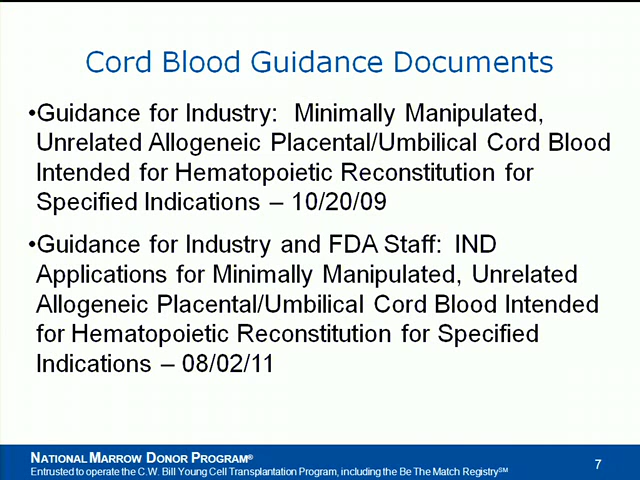 Cord Blood Guidance Documents
•Guidance for Industry:  Minimally Manipulated,
Unrelated Allogeneic Placental/Umbilical Cord Blood
Intended for Hematopoietic Reconstitution for
Specified Indications – 10/20/09
•Guidance for Industry and FDA Staff:  IND
Applications for Minimally Manipulated, Unrelated
Allogeneic Placental/Umbilical Cord Blood Intended
for Hematopoietic Reconstitution for Specified
Indications – 08/02/11
NATIONAL MARROW DONOR PROGRAM®
Entrusted to operate the C.W. Bill Young Cell Transplantation Program, including the Be The Match Registry℠
7